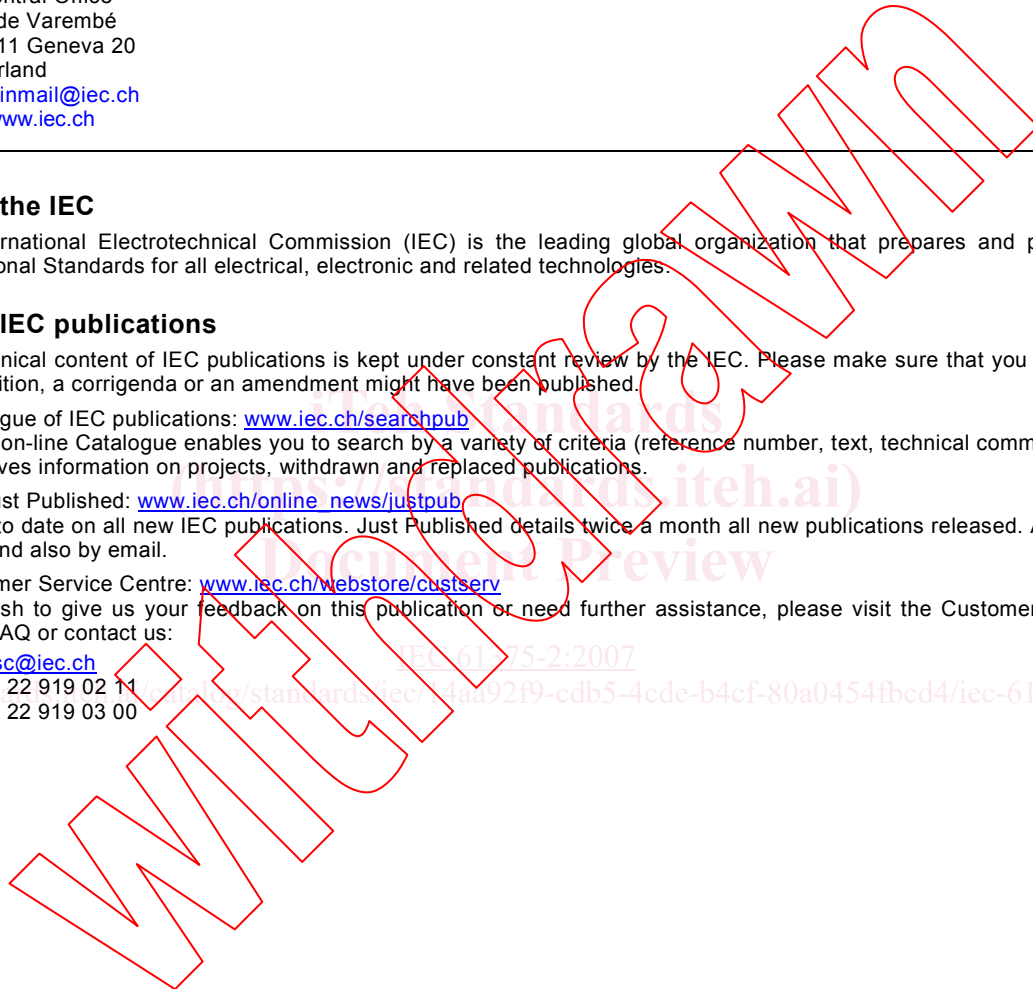 ntral Office
de Varembé
11 Geneva 20
rland
inmail@iec.ch
www.iec.ch
the IEC
rnational Electrotechnical Commission (IEC) is the leading global organization that prepares and p
onal Standards for all electrical, electronic and related technologies.
IEC publications
nical content of IEC publications is kept under constant review by the IEC. Please make sure that you
ition, a corrigenda or an amendment might have been published.
gue of IEC publications: www.iec.ch/searchpub
on-line Catalogue enables you to search by a variety of criteria (reference number, text, technical comm
ves information on projects, withdrawn and replaced publications.
st Published: www.iec.ch/online_news/justpub
to date on all new IEC publications. Just Published details twice a month all new publications released. A
nd also by email.
mer Service Centre: www.iec.ch/webstore/custserv
sh to give us your feedback on this publication or need further assistance, please visit the Customer
AQ or contact us:
sc@iec.ch
22 919 02 11
22 919 03 00
iTeh Standards
(https://standards.iteh.ai)
Document Preview
IEC 61375-2:2007
/catalog/standards/iec/14aa92f9-cdb5-4cde-b4cf-80a0454fbcd4/iec-61
withdrawn